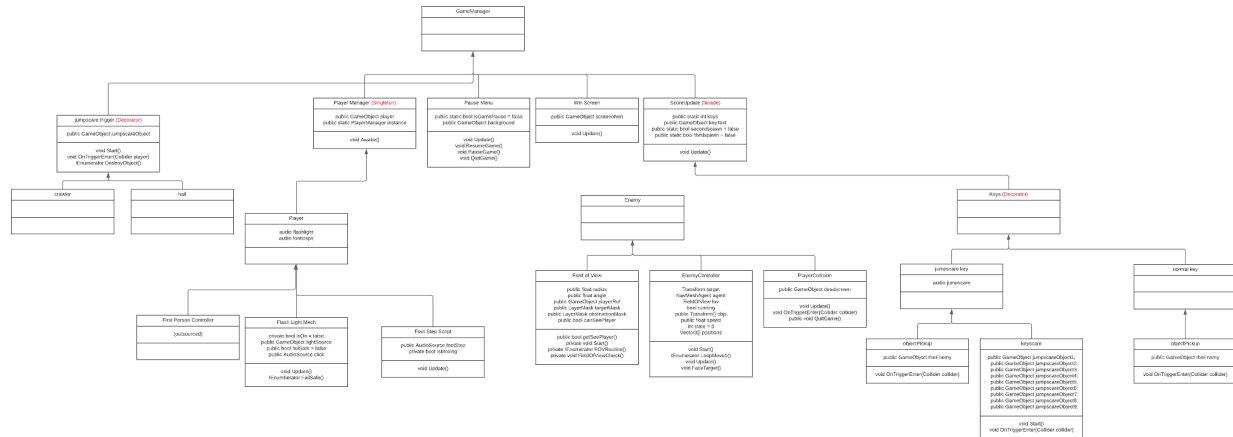 GameManager
jumpscare trigger (Decorator)
public GameObject jumpscareObject
void Start()
void OnTriggerEnter(Collider player)
IEnumerator DestroyObject()
Player Manager (Singleton)
public GameObject player
public static PlayerManager instance
void Awake()
Pause Menu
public static bool isGamePause = false
public GameObject background
void Update()
void ResumeGame()
void PauseGame()
void QuitGame()
Win Screen
public GameObject screenofwin
void Update()
ScoreUpdate (facade)
public static int keys
public GameObject key text
public static bool secondspawn = false
public static bool thirdspawn = false
void Update()
crawler
hall
Player
audio flashlight
audio footsteps
Enemy
Keys (Decorator)
First Person Controller
(outsourced)
Flash Light Mesh
private bool isOn = false
public GameObject lightSource
public bool failSafe = false
public AudioSource click
void Update()
IEnumberator FailSafe()
Foot Step Script
public AudioSource footStep
private bool isMoving
void Update()
Field of View
public float radius
public float angle
public GameObject playerRef
public LayerMask targetMask
public LayerMask obstructionMask
public bool canSeePlayer
public bool getSeePlayer()
private void Start()
private IEnumerator FOVRoutine()
private void FieldOfViewCheck()
EnemyController
Transform target
NavMeshAgent agent
FieldOfView fov
bool running
public Transform[] objs
public float speed
int state = 0
Vector3[] positions
void Start()
IEnumerator LoopMove()
void Update()
void FaceTarget()
PlayerCollision
public GameObject deadscreen
void Update()
void OnTriggerEnter(Collider collider)
public void QuitGame()
jumpscare key
audio jumpscare
normal key
objectPickup
public GameObject theEnemy
void OnTriggerEnter(Collider collider)
keyscare
public GameObject jumpscareObject1;
public GameObject jumpscareObject2;
public GameObject jumpscareObject3;
public GameObject jumpscareObject4;
public GameObject jumpscareObject5;
public GameObject jumpscareObject6;
public GameObject jumpscareObject7;
public GameObject jumpscareObject8;
public GameObject jumpscareObject9;
void Start()
void OnTriggerEnter(Collider collider)
objectPickup
public GameObject theEnemy
void OnTriggerEnter(Collider collider)